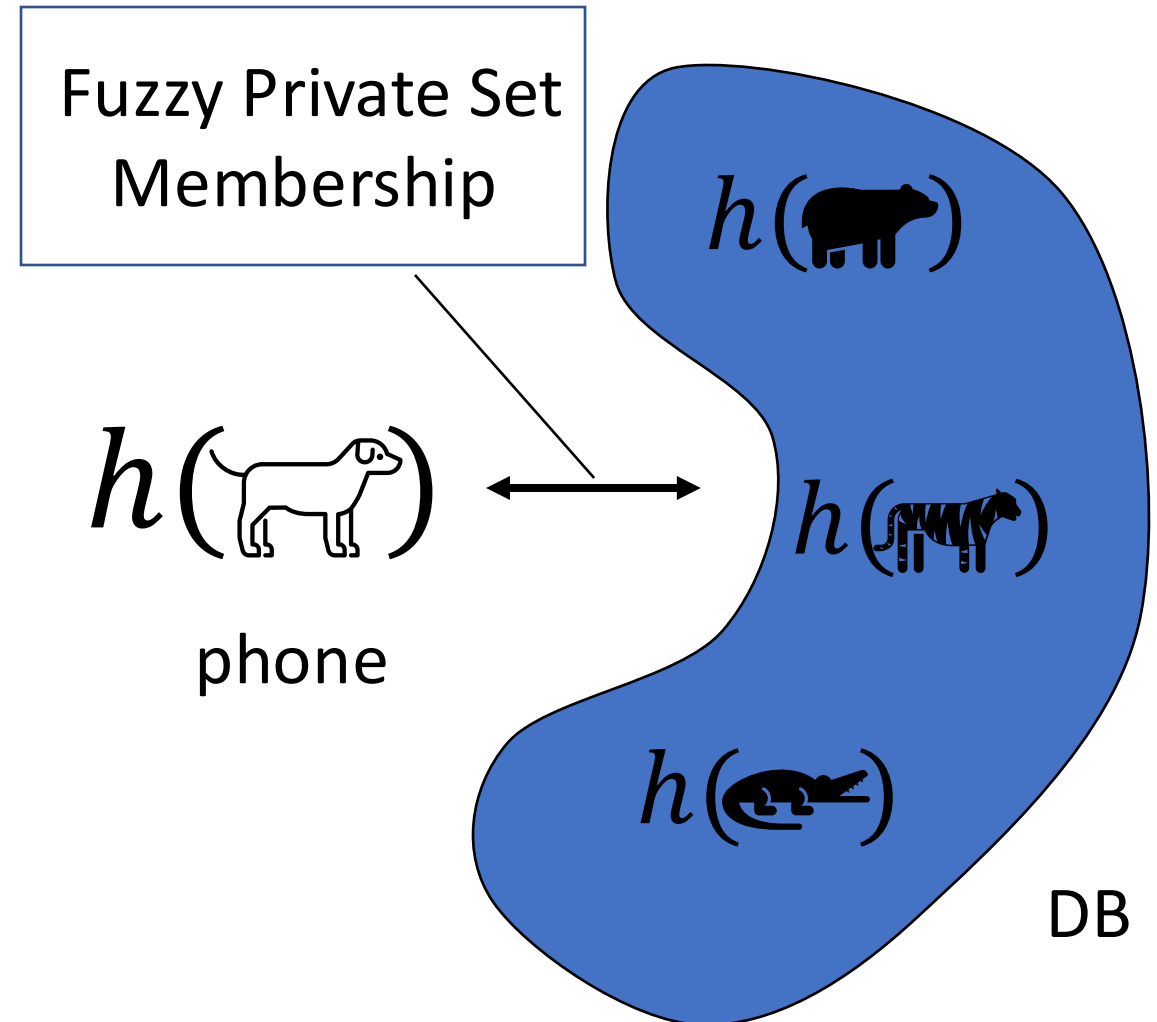 Fuzzy Private Set
Membership
h( )
h( )
h( )
phone
h( )
DB